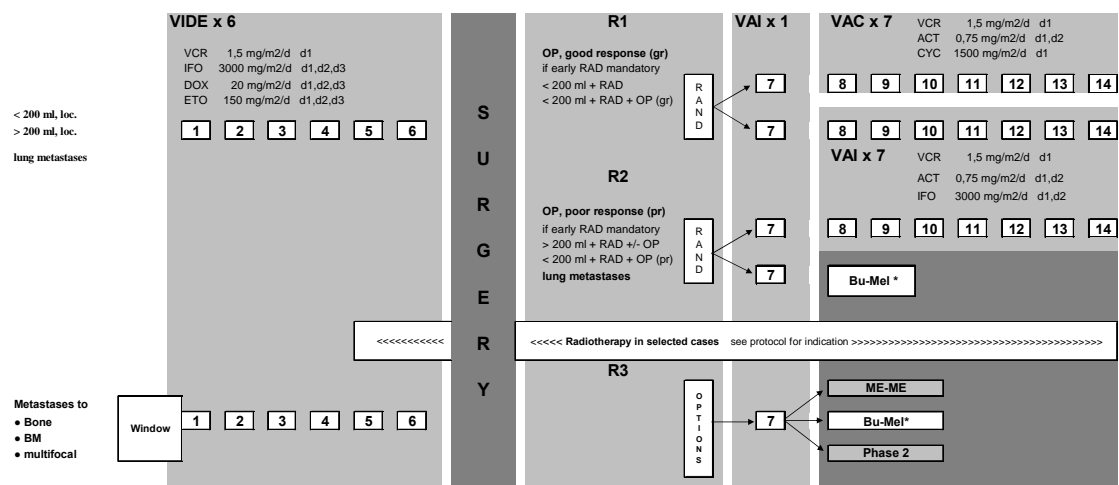 VIDE x 6
VCR 1,5 mg/m2/d d1
IFO 3000 mg/m2/d d1,d2,d3
DOX 20 mg/m2/d d1,d2,d3
ETO 150 mg/m2/d d1,d2,d3
< 200 ml, loc.
> 200 ml, loc.
lung metastases
1 2 3 4 5 6
SURGERY
R1
OP, good response (gr)
if early RAD mandatory
< 200 ml + RAD
< 200 ml + RAD + OP (gr)
RAND
VAI x 1
7
7
VAC x 7
VCR 1,5 mg/m2/d d1
ACT 0,75 mg/m2/d d1,d2
CYC 1500 mg/m2/d d1
8 9 10 11 12 13 14
8 9 10 11 12 13 14
VAI x 7
VCR 1,5 mg/m2/d d1
ACT 0,75 mg/m2/d d1,d2
IFO 3000 mg/m2/d d1,d2
R2
OP, poor response (pr)
if early RAD mandatory
> 200 ml + RAD +/- OP
< 200 ml + RAD + OP (pr)
lung metastases
RAND
7
7
8 9 10 11 12 13 14
Bu-Mel *
<<<<<<<<<<<
<<<<< Radiotherapy in selected cases see protocol for indication >>>>>>>>>>>>>>>>>>>>>>>>>>>>>>>>>>>>>>>>>
R3
Metastases to
● Bone
● BM
● multifocal
Window
1 2 3 4 5 6
OPTIONS
7
ME-ME
Bu-Mel*
Phase 2